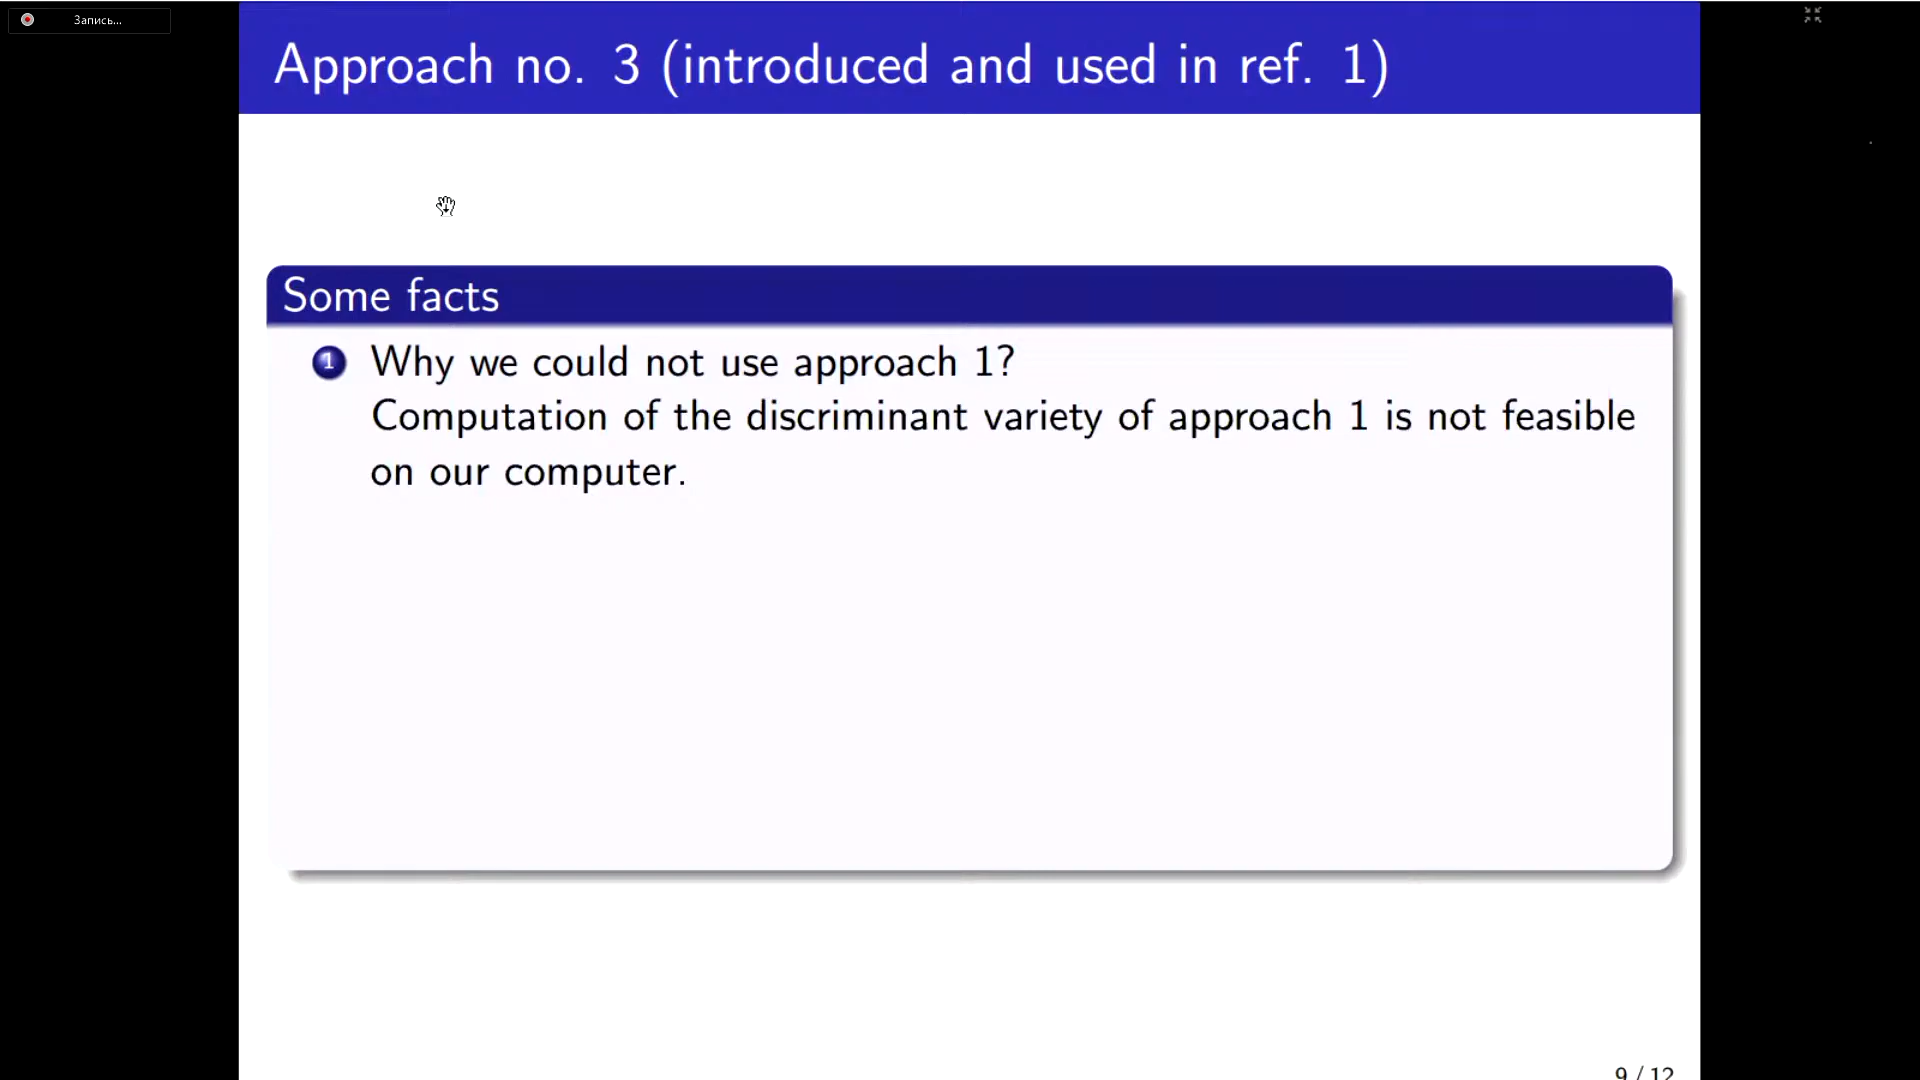 Запись...
Approach no. 3 (introduced and used in ref. 1)
Some facts
1 Why we could not use approach 1?
Computation of the discriminant variety of approach 1 is not feasible
on our computer.
9 / 12